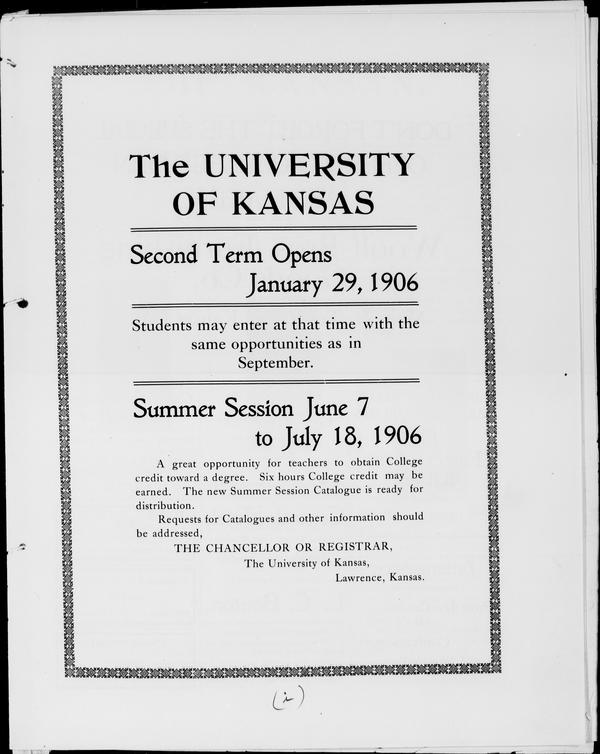 The UNIVERSITY
OF KANSAS
Second Term Opens
January 29, 1906
Students may enter at that time with the
same opportunities as in
September.
Summer Session June 7
to July 18, 1906
A great opportunity for teachers to obtain College
credit toward a degree. Six hours College credit may be
earned. The new Summer Session Catalogue is ready for
distribution.
Requests for Catalogues and other information should
be addressed,
THE CHANCELLOR OR REGISTRAR,
The University of Kansas,
Lawrence, Kansas.